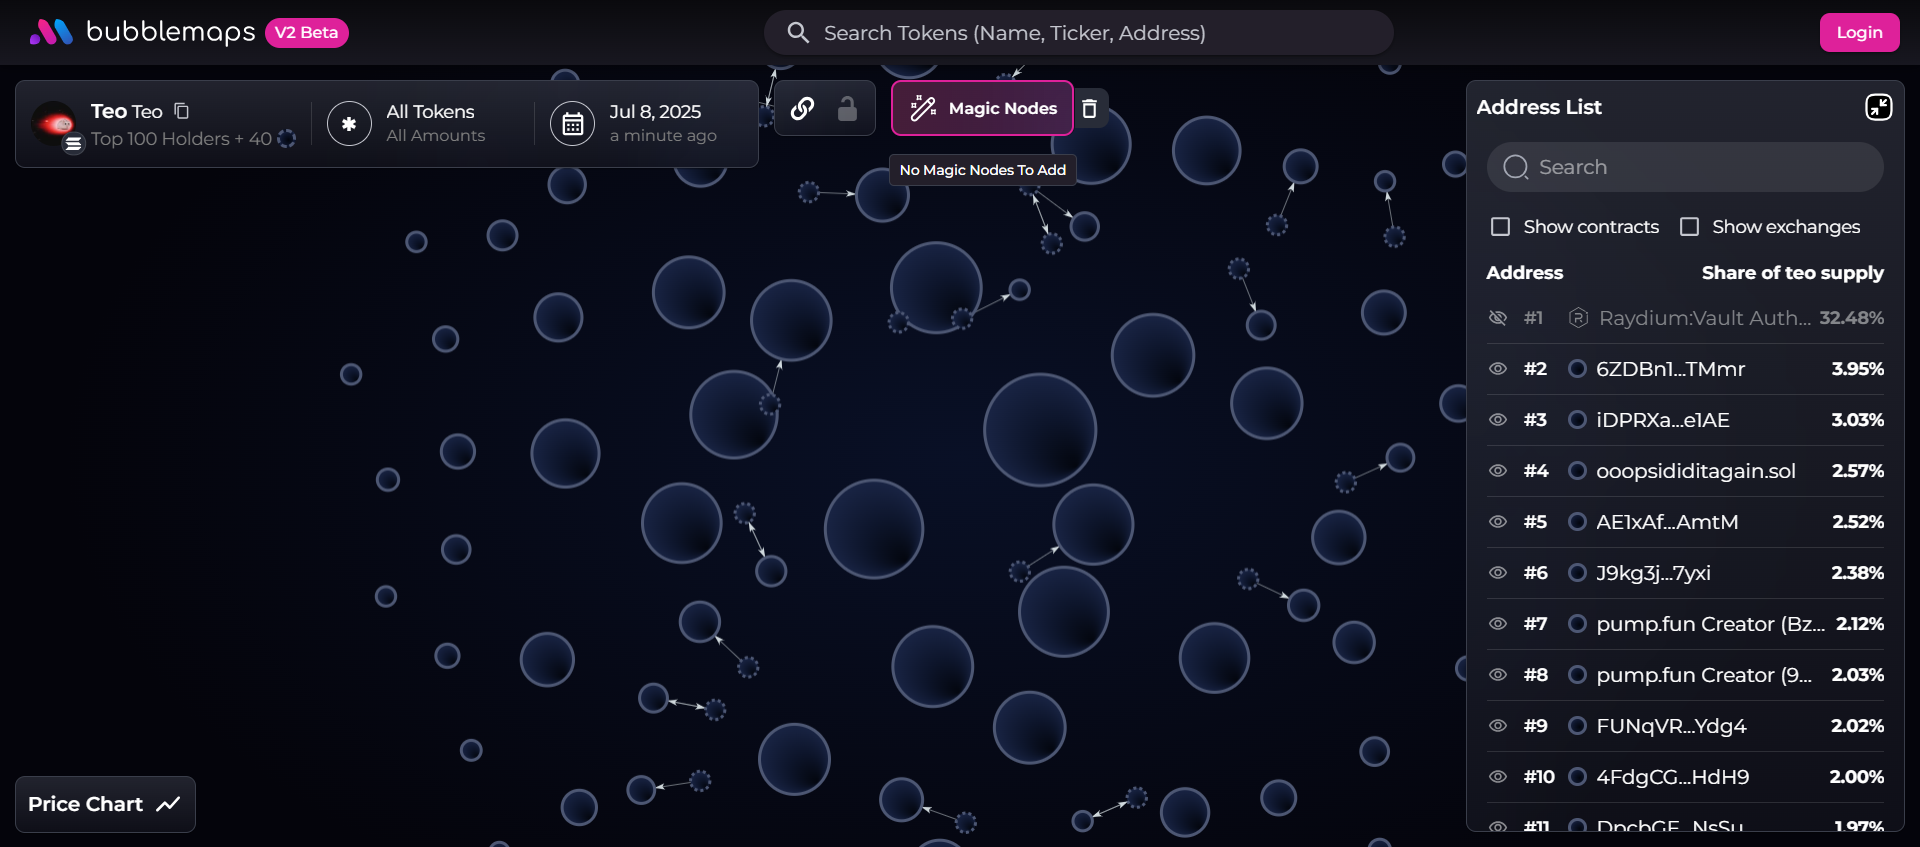 bubblemaps V2 Beta
Search Tokens (Name, Ticker, Address)
Login
Teo Teo
Top 100 Holders + 40
All Tokens
All Amounts
Jul 8, 2025
a minute ago
Magic Nodes
No Magic Nodes To Add
Address List
Search
Show contracts Show exchanges
Address Share of teo supply
#1 Raydium:Vault Auth... 32.48%
#2 6ZDBn1...TMmr 3.95%
#3 iDPRXa...e1AE 3.03%
#4 ooopsididitagain.sol 2.57%
#5 AE1xAf...AmtM 2.52%
#6 J9kg3j...7yxi 2.38%
#7 pump.fun Creator (Bz... 2.12%
#8 pump.fun Creator (9... 2.03%
#9 FUNqVR...Ydg4 2.02%
#10 4FdgCG...HdH9 2.00%
#11 1.97%
Price Chart